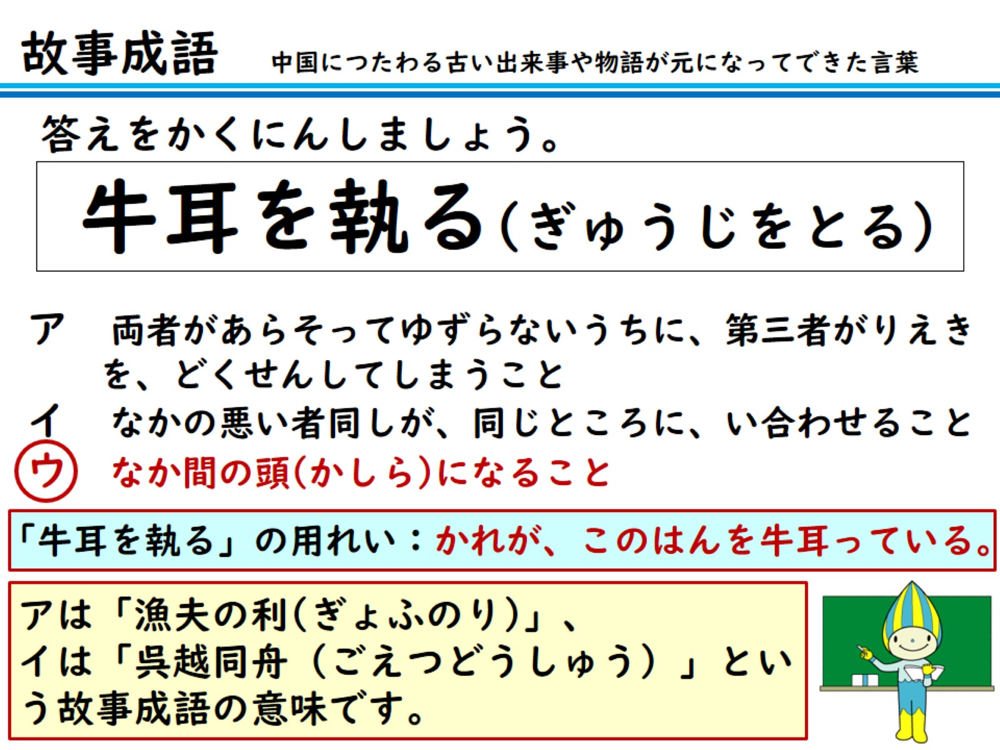 故事成語 中国につたわる古い出来事や物語が元になってできた言葉
答えをかくにんしましょう。
牛耳を執る(ぎゅうじをとる)
ア 両者があらそってゆずらないうちに、第三者がりえき
を、どくせんしてしまうこと
イ なかの悪い者同しが、同じところに、い合わせること
ウ なか間の頭(かしら)になること
「牛耳を執る」の用れい：かれが、このはんを牛耳っている。
アは「漁夫の利(ぎょふのり)」、
イは「呉越同舟（ごえつどうしゅう）」とい
う故事成語の意味です。